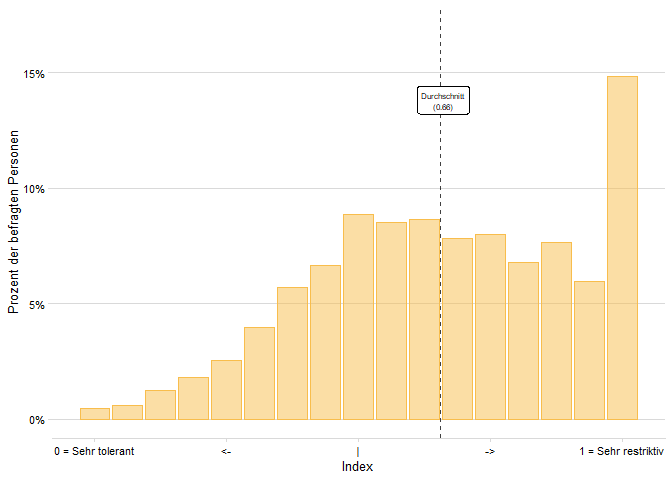 15%
Durchschnitt
(0.66)
10%
5%
0%
Prozent der befragten Personen
0 = Sehr tolerant <- | -> 1 = Sehr restriktiv
Index